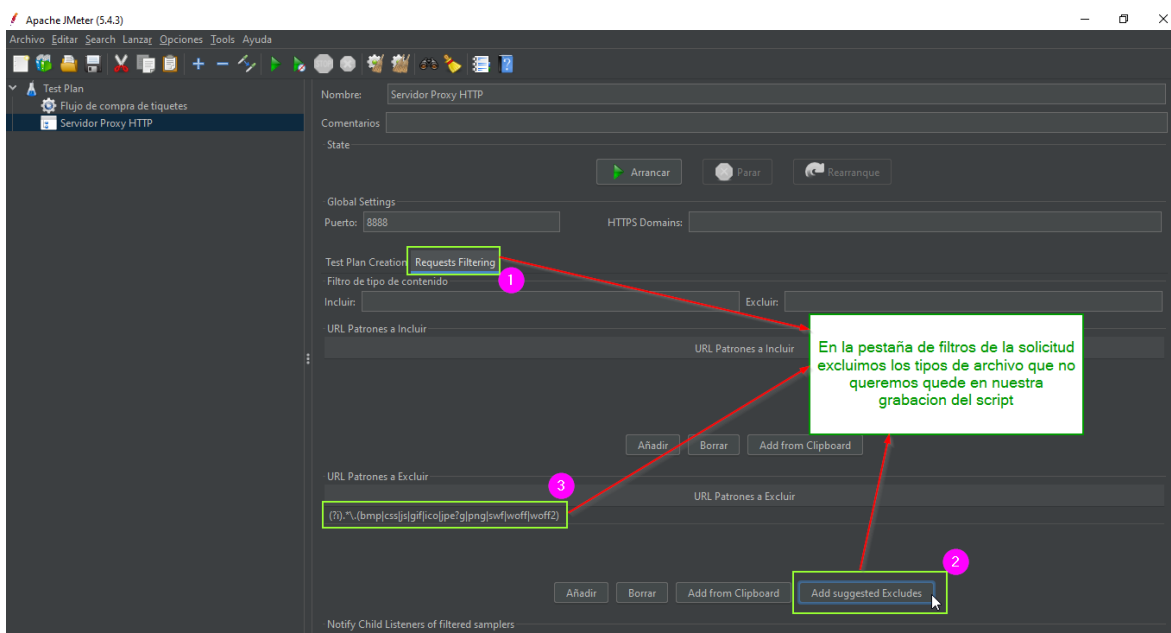 Apache JMeter (5.4.3)
Archivo Editar Search Lanzar Opciones Tools Ayuda
Test Plan
Flujo de compra de tiquetes
Servidor Proxy HTTP
Nombre: Servidor Proxy HTTP
Comentarios
State
Arrancar Parar Rearranque
Global Settings
Puerto: 8888 HTTPS Domains:
Test Plan Creation Requests Filtering
1
Filtro de tipo de contenido
Incluir: Excluir:
URL Patrones a Incluir
URL Patrones a Incluir
En la pestaña de filtros de la solicitud
excluimos los tipos de archivo que no
queremos quede en nuestra
grabacion del script
Añadir Borrar Add from Clipboard
URL Patrones a Excluir
3
URL Patrones a Excluir
(?i).*\.(bmp|css|js|gif|ico|jpe?g|png|swf|woff|woff2)
2
Añadir Borrar Add from Clipboard Add suggested Excludes
Notify Child Listeners of filtered samplers